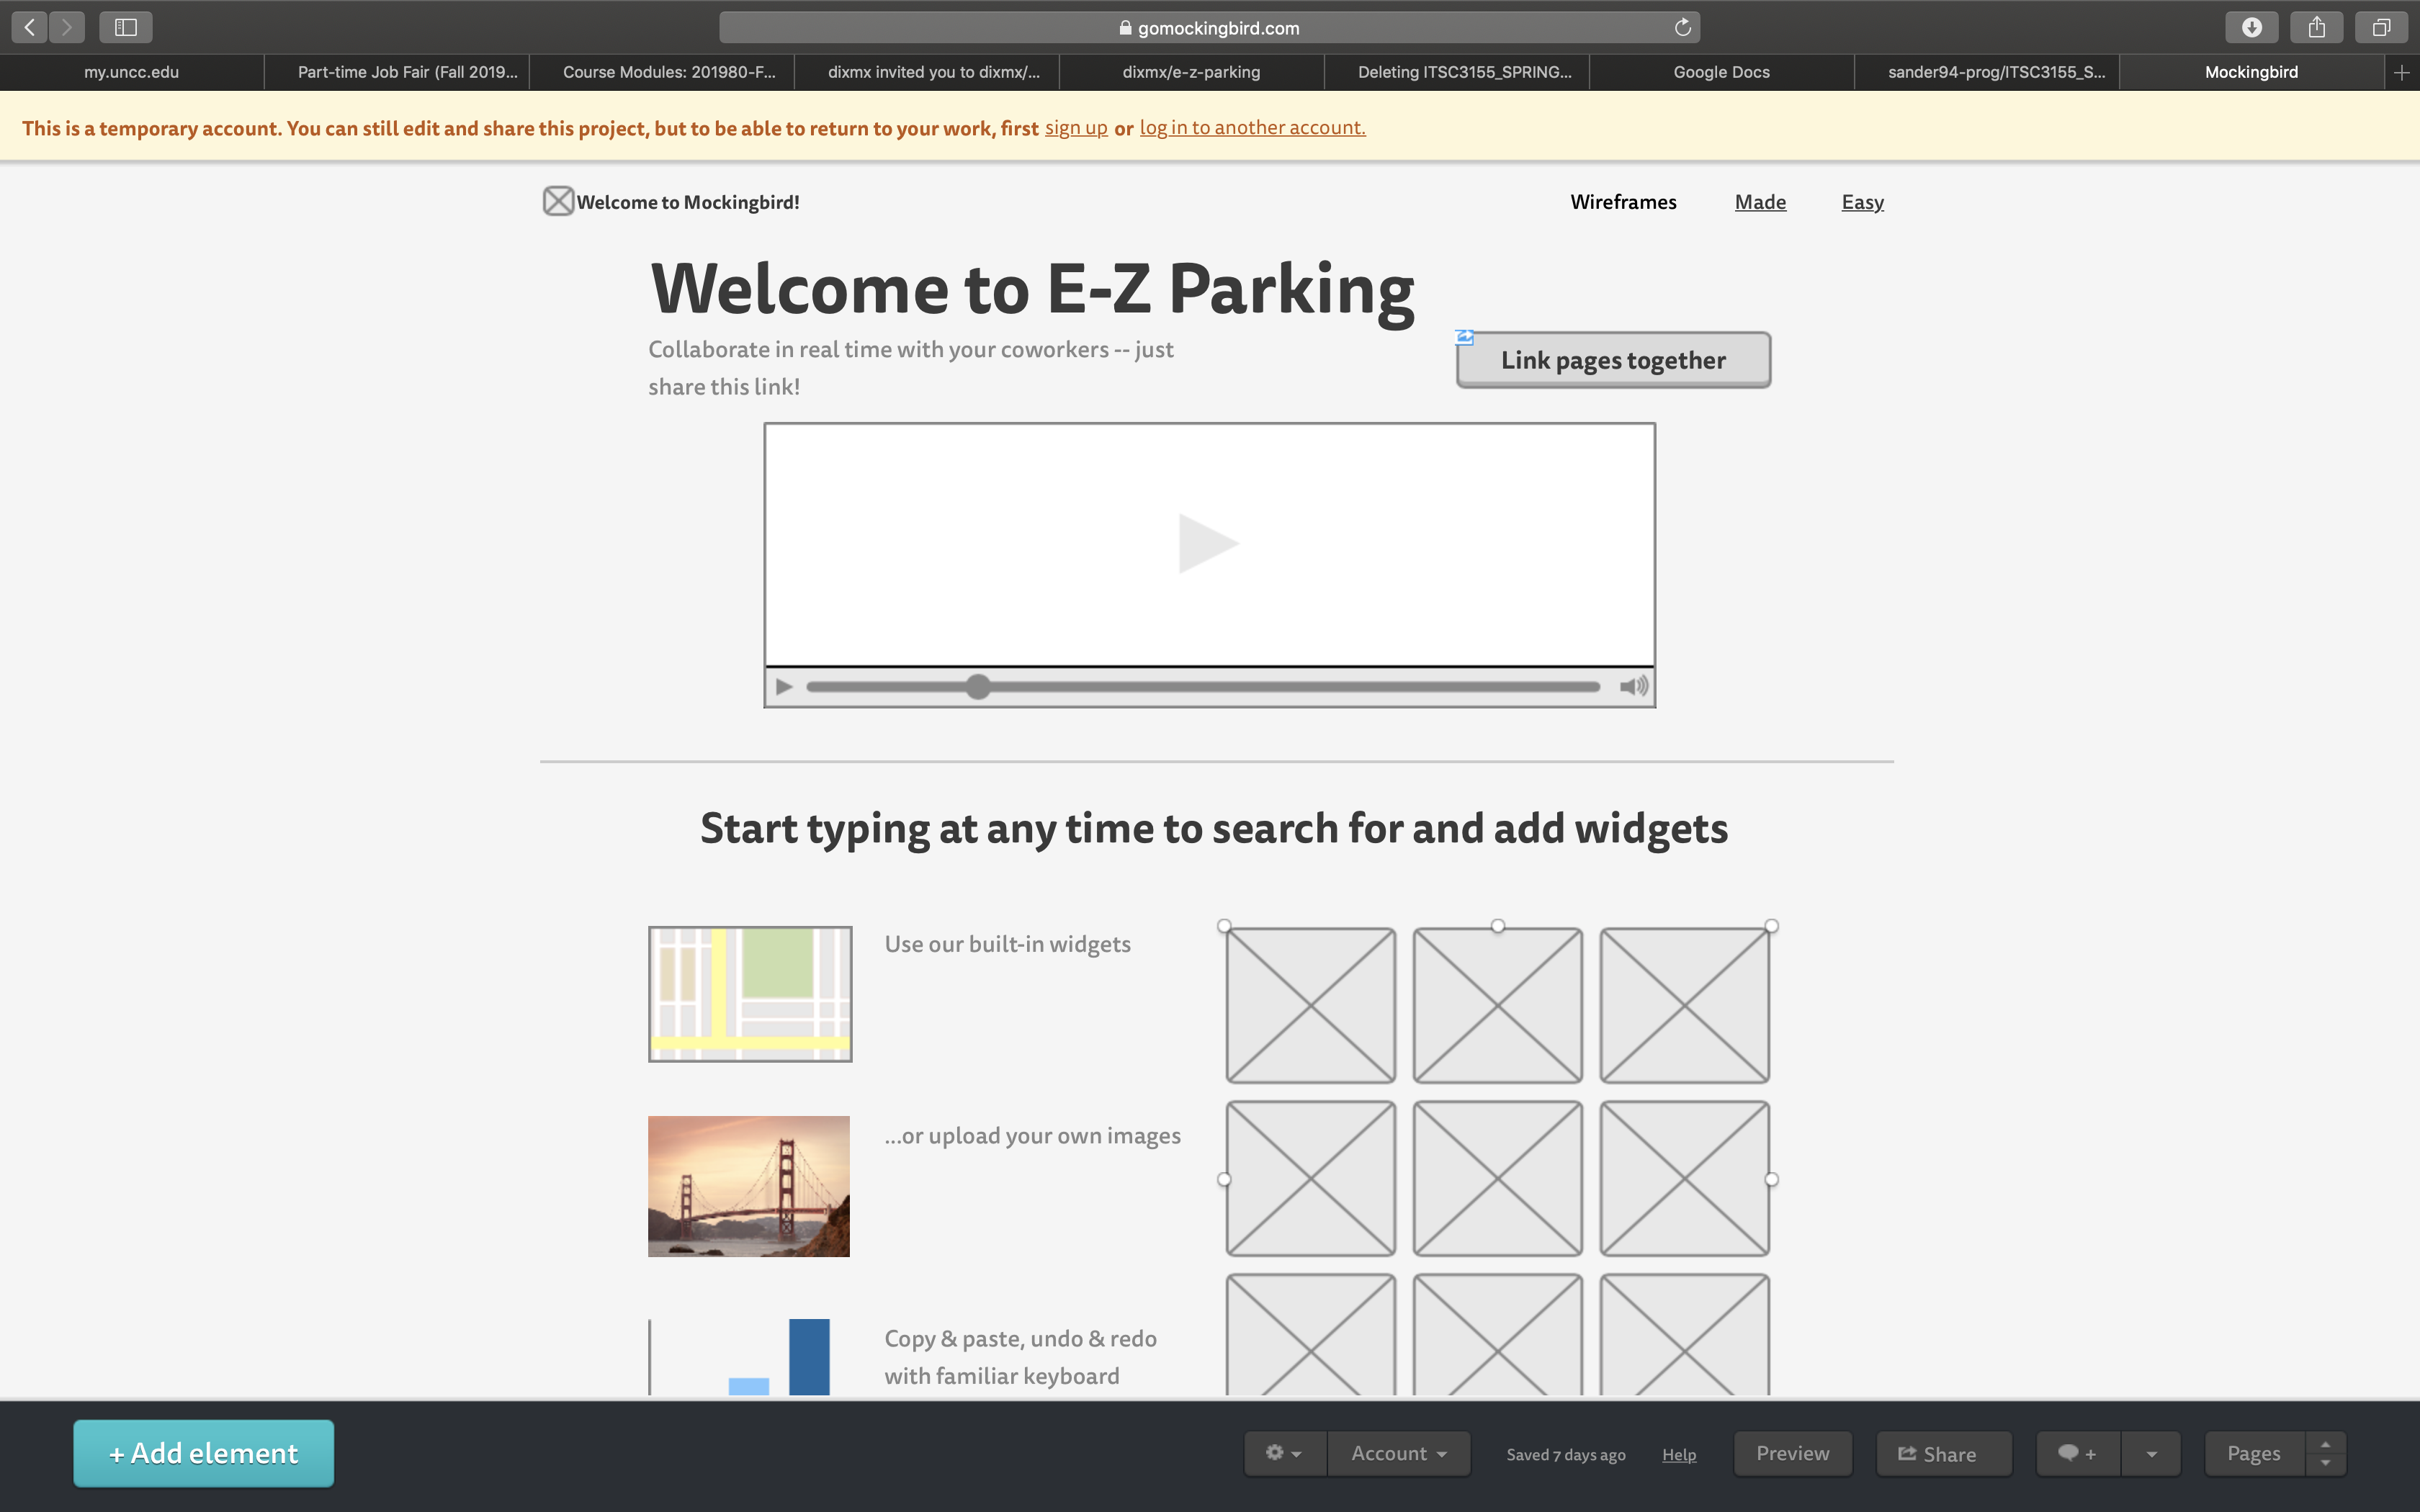 gomockingbird.com
my.uncc.edu
Part-time Job Fair (Fall 2019...
Course Modules: 201980-F...
dixmx invited you to dixmx/...
dixmx/e-z-parking
Deleting ITSC3155_SPRING...
Google Docs
sander94-prog/ITSC3155_S...
Mockingbird
This is a temporary account. You can still edit and share this project, but to be able to return to your work, first sign up or log in to another account.
Welcome to Mockingbird!
Wireframes
Made
Easy
Welcome to E-Z Parking
Collaborate in real time with your coworkers -- just
share this link!
Link pages together
Start typing at any time to search for and add widgets
Use our built-in widgets
...or upload your own images
Copy & paste, undo & redo
with familiar keyboard
+ Add element
Account
Saved 7 days ago
Help
Preview
Share
+
Pages